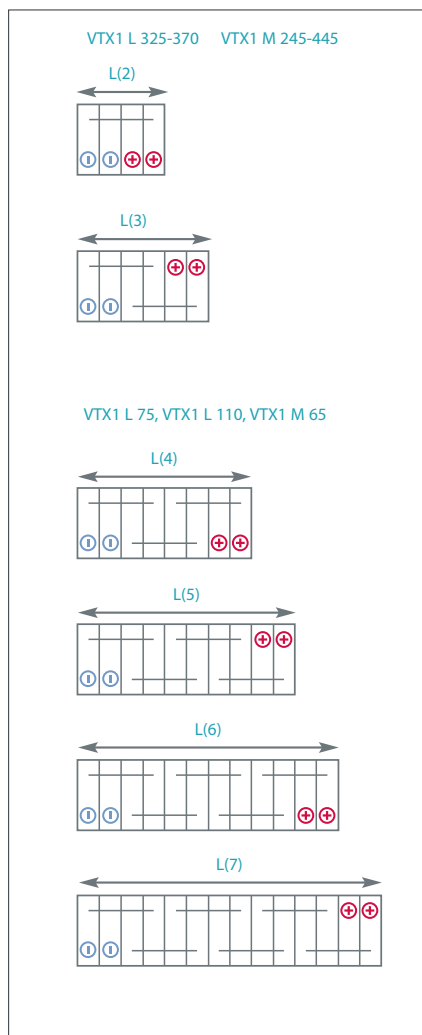 VTX1 L 325-370 VTX1 M 245-445
L(2)
L(3)
VTX1 L 75, VTX1 L 110, VTX1 M 65
L(4)
L(5)
L(6)
L(7)